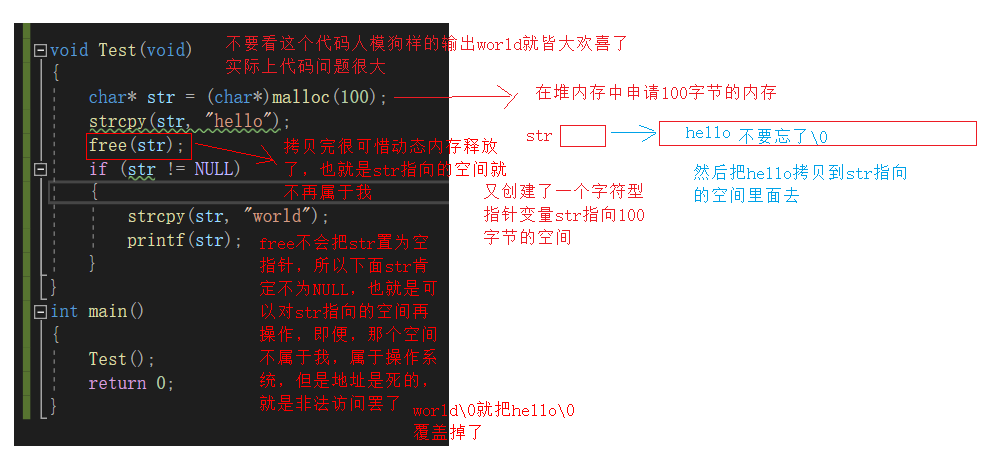 void Test(void)
不要看这个代码人模狗样的输出world就皆大欢喜了
实际上代码问题很大
{
char* str = (char*)malloc(100);
在堆内存中申请100字节的内存
strcpy(str, "hello");
free(str);
拷贝完很可惜动态内存释放
了，也就是str指向的空间就
不再属于我
str
hello 不要忘了\0
然后把hello拷贝到str指向
的空间里面去
又创建了一个字符型
指针变量str指向100
字节的空间
if (str != NULL)
{
strcpy(str, "world");
printf(str);
}
}
free不会把str置为空
指针，所以下面str肯
定不为NULL，也就是可
以对str指向的空间再
操作，即便，那个空间
不属于我，属于操作系
统，但是地址是死的，
就是非法访问罢了
int main()
{
Test();
return 0;
}
world\0就把hello\0
覆盖掉了